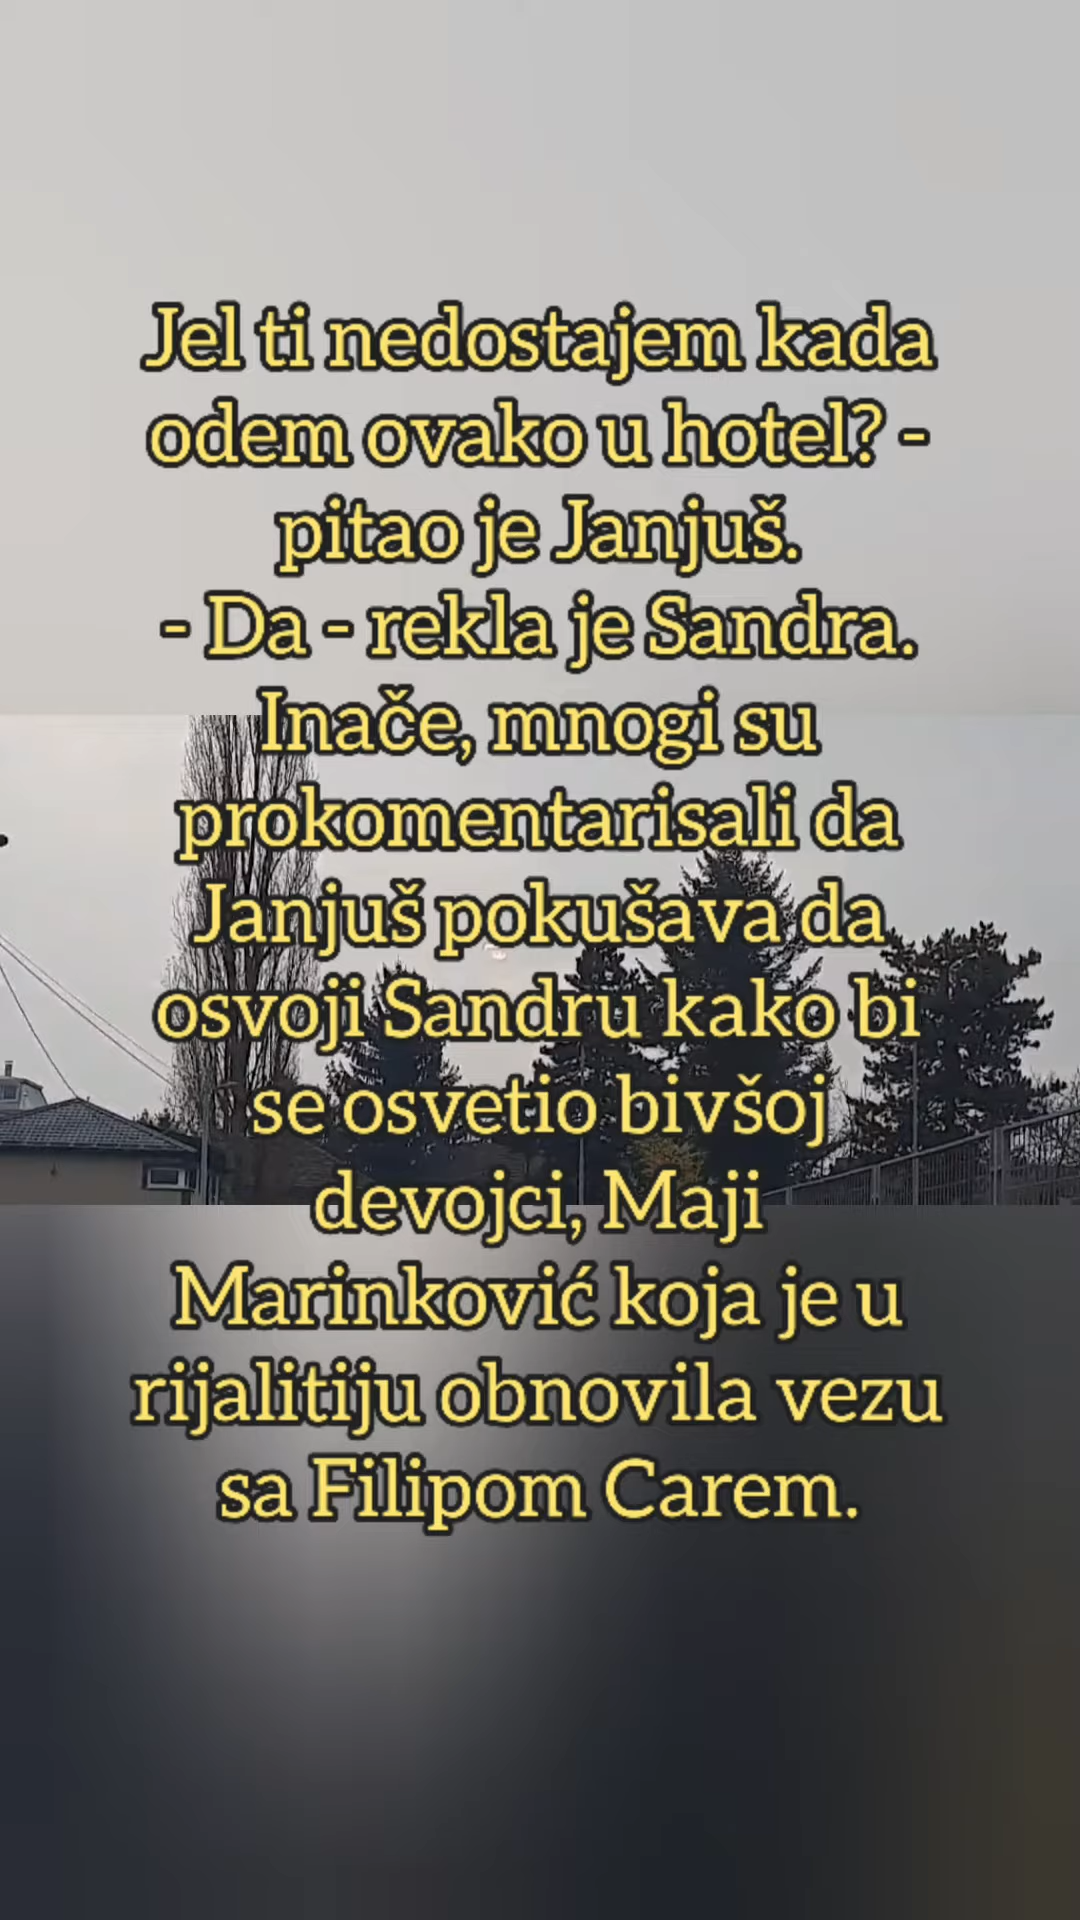 Jel ti nedostajem kada
odem ovako u hotel? -
pitao je Janjuš.
- Da - rekla je Sandra.
Inače, mnogi su
prokomentarisali da
Janjuš pokušava da
osvoji Sandru kako bi
se osvetio bivšoj
devojci, Maji
Marinković koja je u
rijalitiju obnovila vezu
sa Filipom Carem.